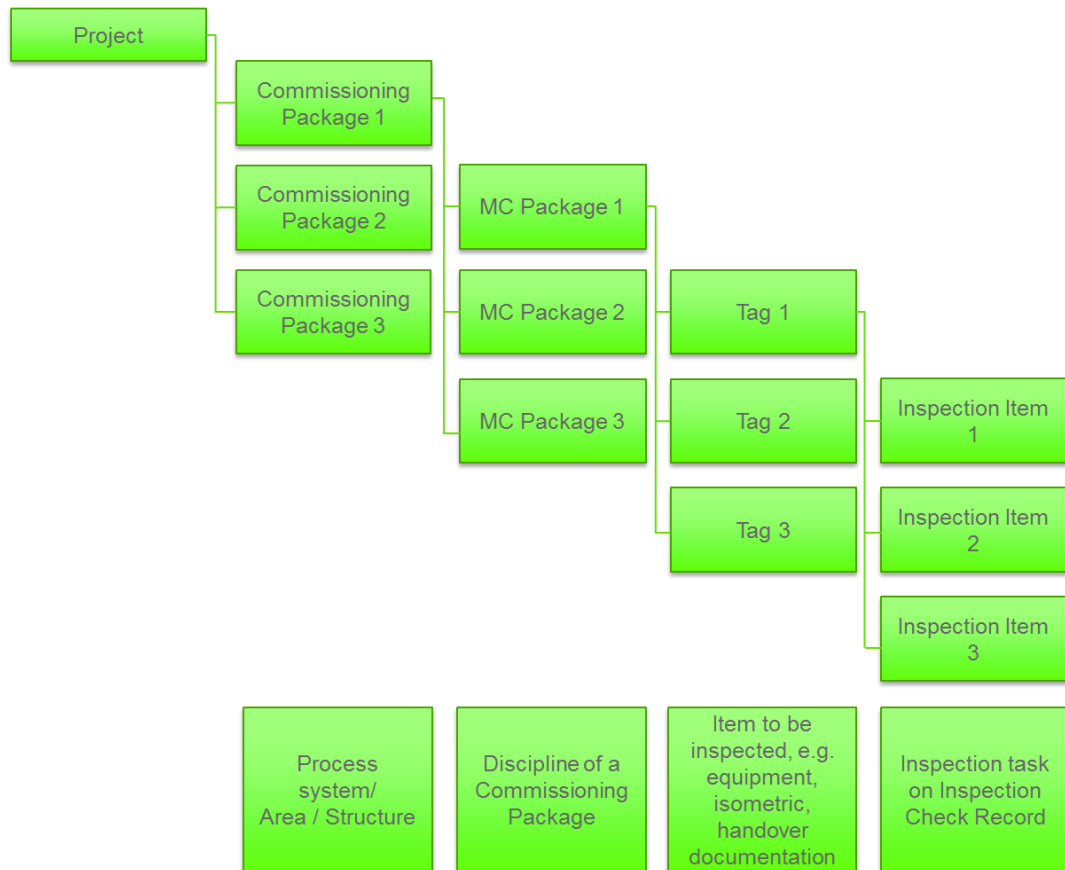 Project
Commissioning
Package 1
Commissioning
Package 2
Commissioning
Package 3
MC Package 1
MC Package 2
MC Package 3
Tag 1
Tag 2
Tag 3
Inspection Item
1
Inspection Item
2
Inspection Item
3
Process
system/
Area / Structure
Discipline of a
Commissioning
Package
Item to be
inspected, e.g.
equipment,
isometric,
handover
documentation
Inspection task
on Inspection
Check Record